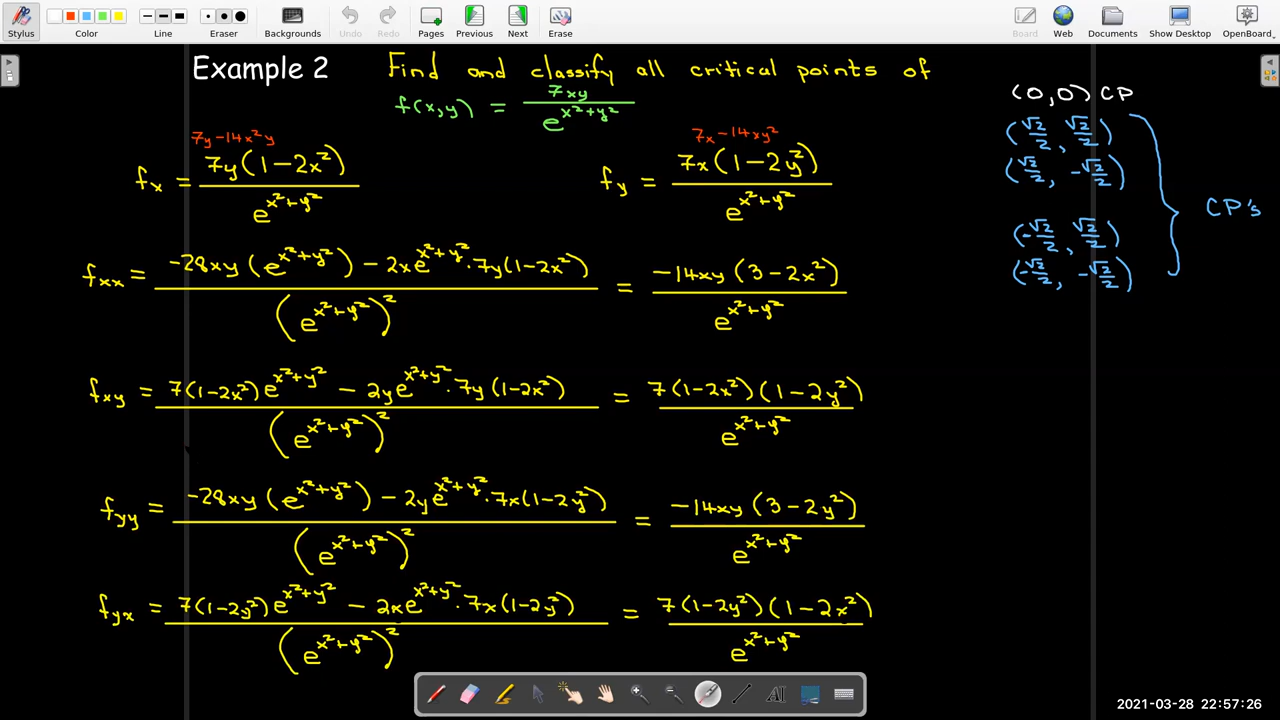 Stylus Color Line Eraser Backgrounds Undo Redo Pages Previous Next Erase Board Web Documents Show Desktop OpenBoard
Example 2 Find and classify all critical points of
f(x,y) = 7xy / e^(x²+y²)
(0,0) CP
(√2/2, √2/2)
(√2/2, -√2/2)
(-√2/2, √2/2)
(-√2/2, -√2/2)
CP's
7y-14x²y
fx = 7y(1-2x²) / e^(x²+y²)
7x-14xy²
fy = 7x(1-2y²) / e^(x²+y²)
fxx = -28xy(e^(x²+y²)) - 2xe^(x²+y²)·7y(1-2x²) / (e^(x²+y²))² = -14xy(3-2x²) / e^(x²+y²)
fxy = 7(1-2x²)e^(x²+y²) - 2ye^(x²+y²)·7y(1-2x²) / (e^(x²+y²))² = 7(1-2x²)(1-2y²) / e^(x²+y²)
fyy = -28xy(e^(x²+y²)) - 2ye^(x²+y²)·7x(1-2y²) / (e^(x²+y²))² = -14xy(3-2y²) / e^(x²+y²)
fyx = 7(1-2y²)e^(x²+y²) - 2xe^(x²+y²)·7x(1-2y²) / (e^(x²+y²))² = 7(1-2y²)(1-2x²) / e^(x²+y²)
2021-03-28 22:57:26